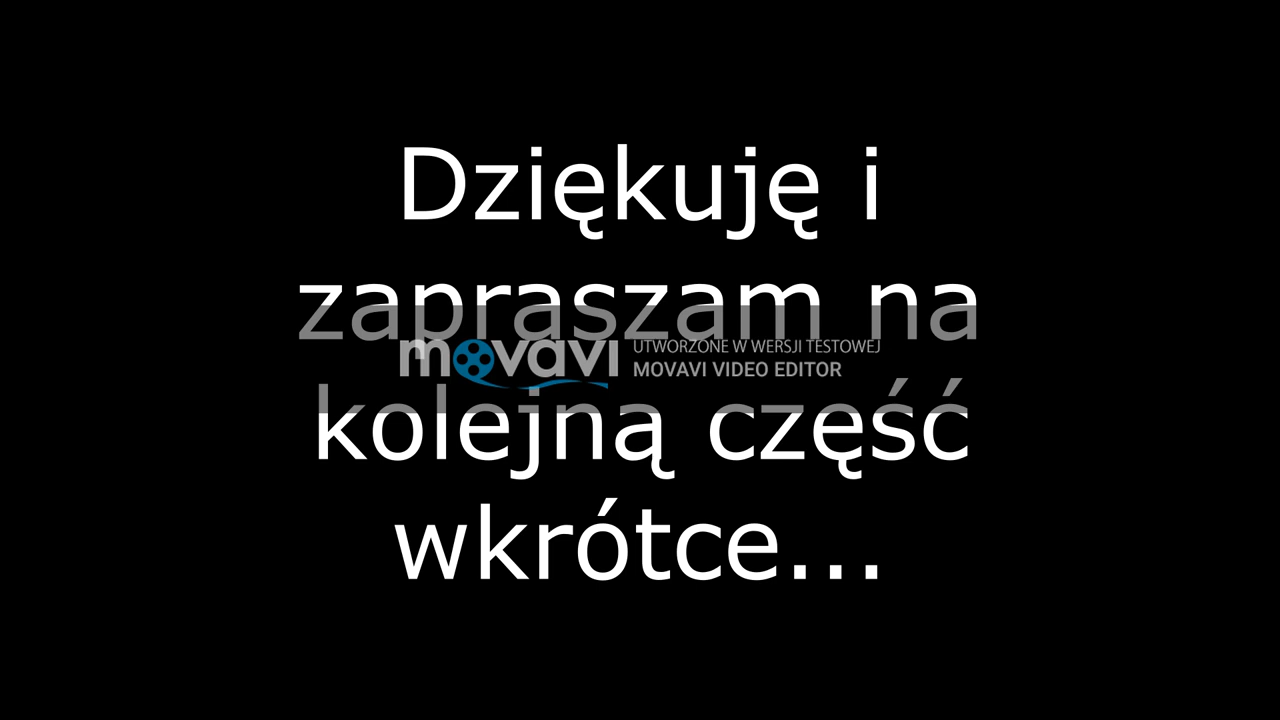 Dziękuję i
zapraszam na
movavi
UTWORZONE W WERSJI TESTOWEJ
MOVAVI VIDEO EDITOR
kolejną część
wkrótce...